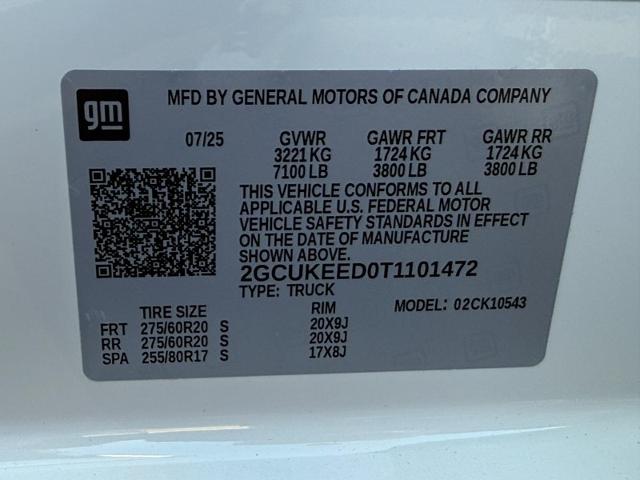 gm
MFD BY GENERAL MOTORS OF CANADA COMPANY
07/25 GVWR GAWR FRT GAWR RR
3221 KG 1724 KG 1724 KG
7100 LB 3800 LB 3800 LB
THIS VEHICLE CONFORMS TO ALL
APPLICABLE U.S. FEDERAL MOTOR
VEHICLE SAFETY STANDARDS IN EFFECT
ON THE DATE OF MANUFACTURE
SHOWN ABOVE.
2GCUKEED0T1101472
TYPE: TRUCK MODEL: 02CK10543
TIRE SIZE RIM
FRT 275/60R20 S 20X9J
RR 275/60R20 S 20X9J
SPA 255/80R17 S 17X8J